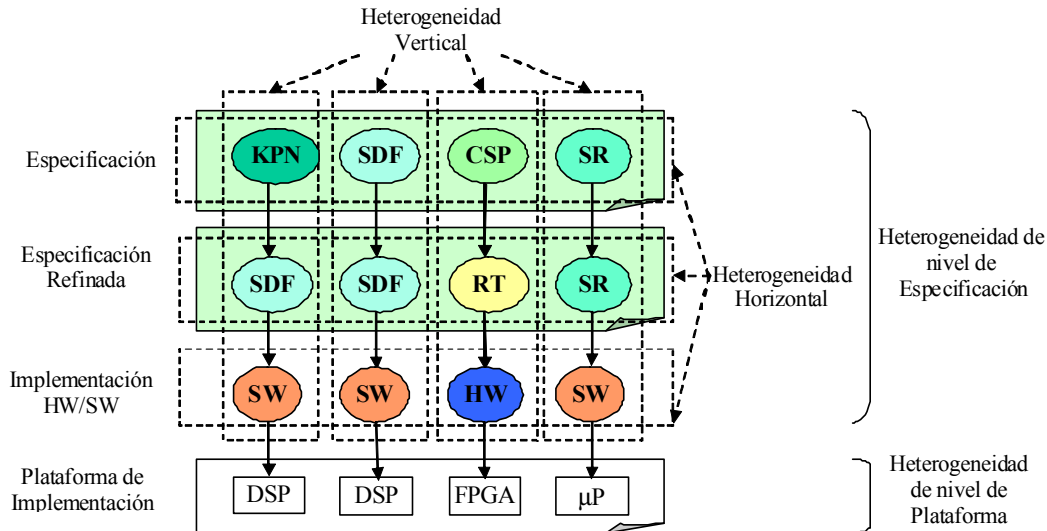 Heterogeneidad
Vertical
Especificación
KPN
SDF
CSP
SR
Especificación
Refinada
SDF
SDF
RT
SR
Heterogeneidad
Horizontal
Heterogeneidad de
nivel de
Especificación
Implementación
HW/SW
SW
SW
HW
SW
Plataforma de
Implementación
DSP
DSP
FPGA
µP
Heterogeneidad
de nivel de
Plataforma